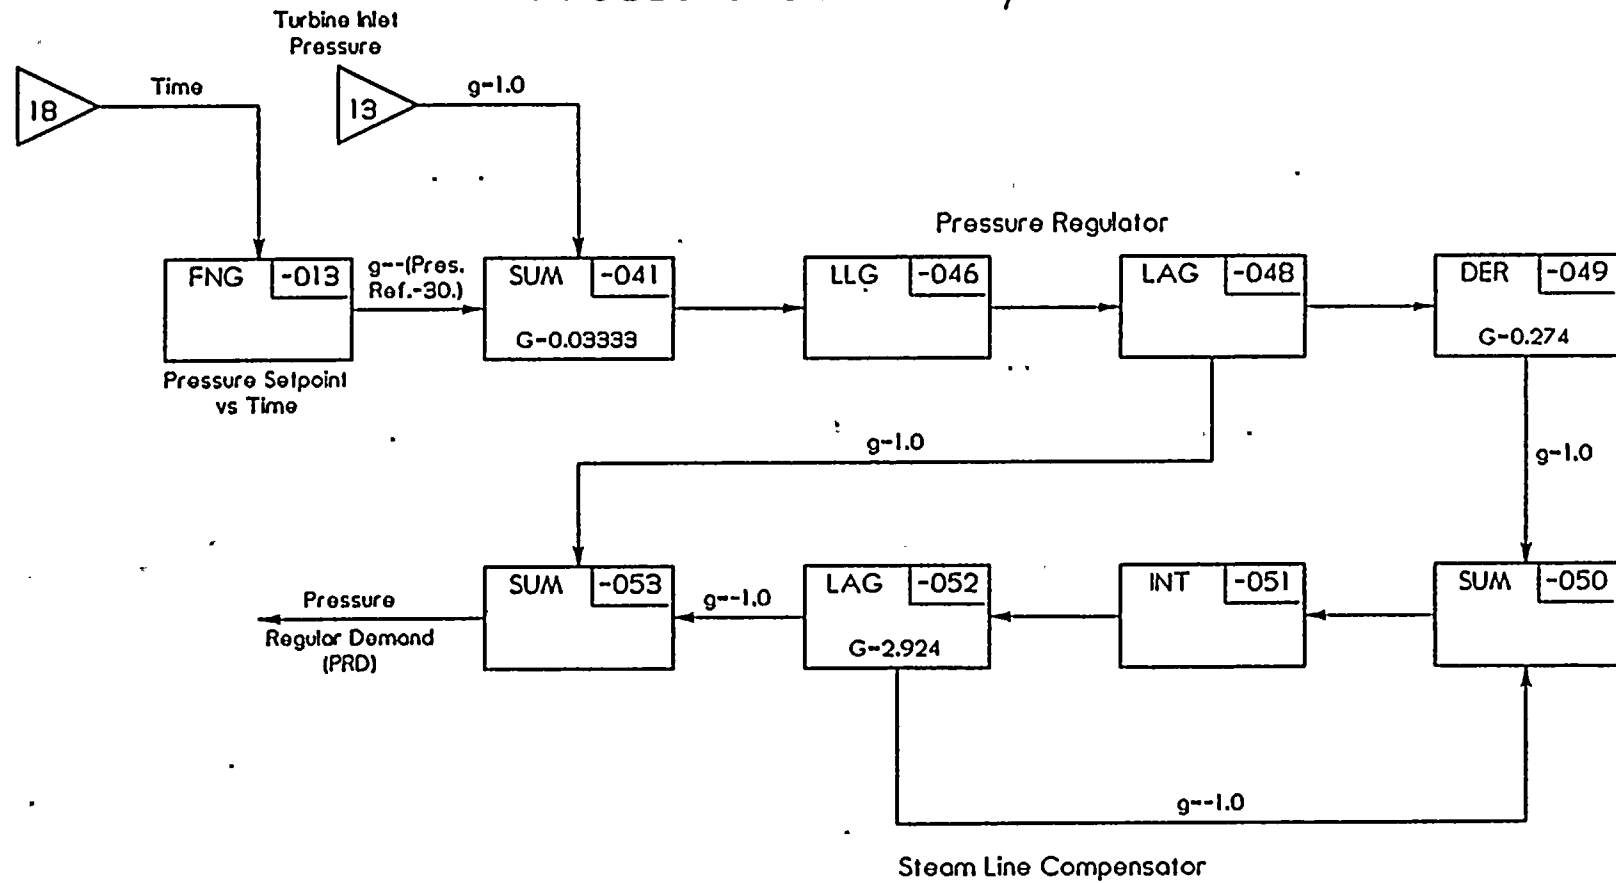 Turbine Inlet
Pressure
18
Time
13
g=1.0
Pressure Regulator
FNG -013
g=-(Pres.
Ref.-30.)
SUM -041
G=0.03333
LLG -046
LAG -048
DER -049
G=0.274
Pressure Setpoint
vs Time
g=1.0
g=1.0
Pressure
Regular Demand
(PRD)
SUM -053
g=-1.0
LAG -052
G=2.924
INT -051
SUM -050
g=-1.0
Steam Line Compensator